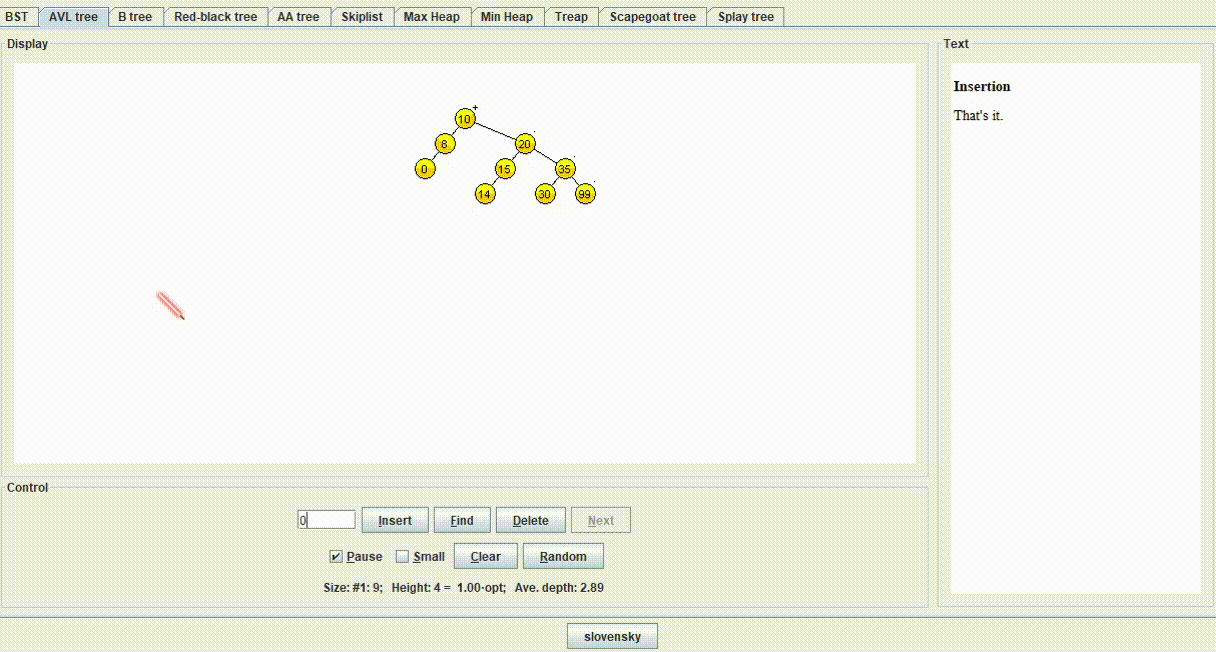 BST AVL tree B tree Red-black tree AA tree Skiplist Max Heap Min Heap Treap Scapegoat tree Splay tree
Display
10
8 20
0 15 35
14 30 99
Text
Insertion
That's it.
Control
0 Insert Find Delete Next
Pause Small Clear Random
Size: #1: 9; Height: 4 = 1.00·opt; Ave. depth: 2.89
slovensky